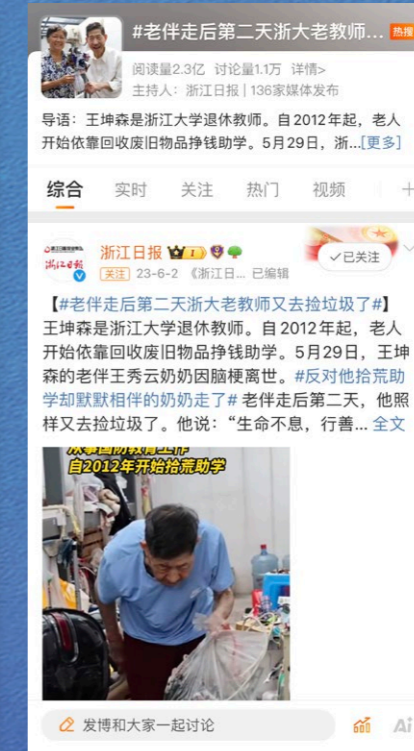 #老伴走后第二天浙大老教师... 热搜
阅读量2.3亿 讨论量1.1万 详情>
主持人：浙江日报 | 136家媒体发布
导语：王坤森是浙江大学退休教师。自2012年起，老人
开始依靠回收废旧物品挣钱助学。5月29日，浙...[更多]
综合 实时 关注 热门 视频
浙江日报
关注 23-6-2 《浙江日... 已编辑
✓已关注
【#老伴走后第二天浙大老教师又去捡垃圾了#】
王坤森是浙江大学退休教师。自2012年起，老人
开始依靠回收废旧物品挣钱助学。5月29日，王坤
森的老伴王秀云奶奶因脑梗离世。#反对他拾荒助
学却默默相伴的奶奶走了# 老伴走后第二天，他照
样又去捡垃圾了。他说：“生命不息，行善... 全文
从事国防教育工作
自2012年开始拾荒助学
发博和大家一起讨论
Ai